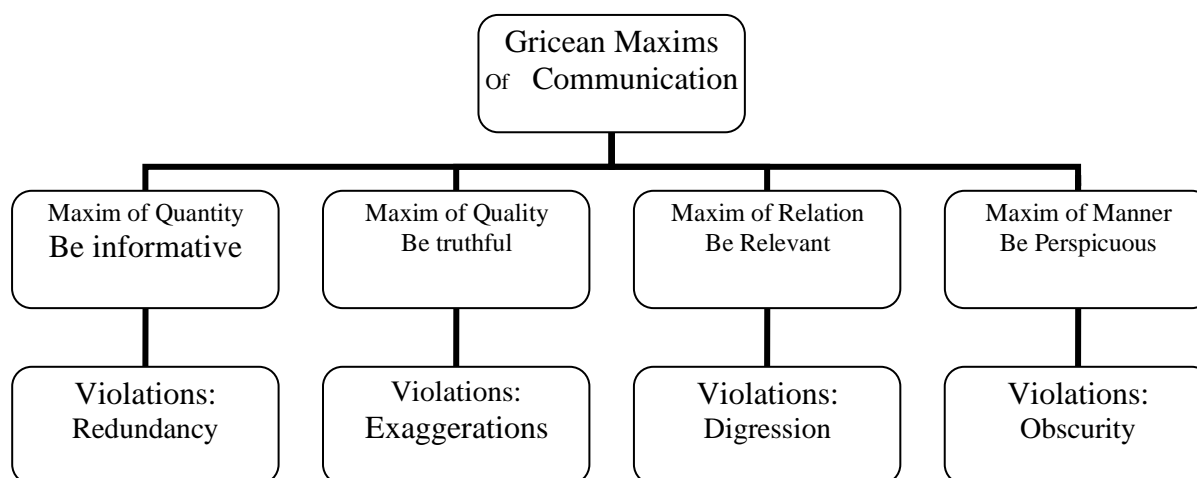 Gricean Maxims
Of Communication
Maxim of Quantity
Be informative
Maxim of Quality
Be truthful
Maxim of Relation
Be Relevant
Maxim of Manner
Be Perspicuous
Violations:
Redundancy
Violations:
Exaggerations
Violations:
Digression
Violations:
Obscurity